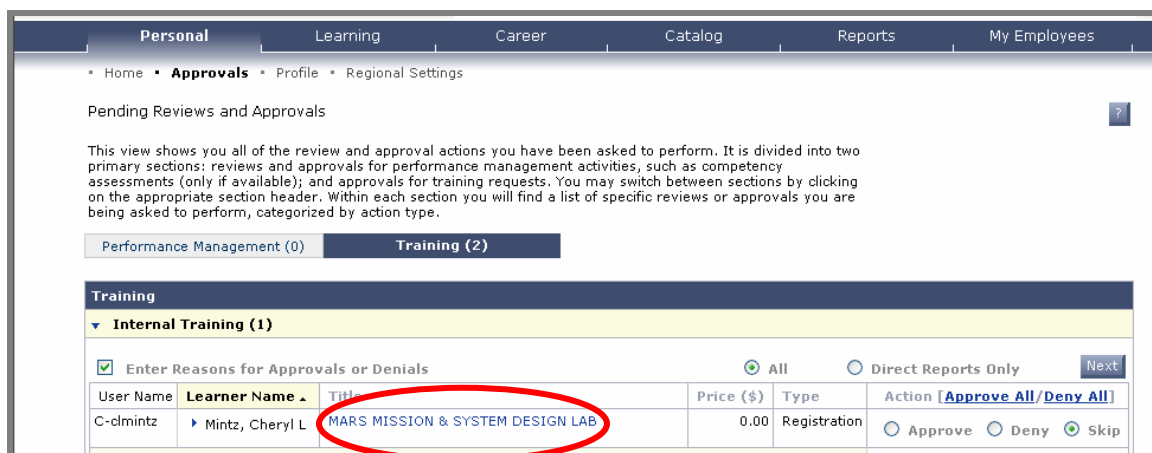 Personal Learning Career Catalog Reports My Employees
Home Approvals Profile Regional Settings
Pending Reviews and Approvals ?
This view shows you all of the review and approval actions you have been asked to perform. It is divided into two
primary sections: reviews and approvals for performance management activities, such as competency
assessments (only if available); and approvals for training requests. You may switch between sections by clicking
on the appropriate section header. Within each section you will find a list of specific reviews or approvals you are
being asked to perform, categorized by action type.
Performance Management (0) Training (2)
Training
Internal Training (1)
Enter Reasons for Approvals or Denials All Direct Reports Only Next
User Name Learner Name Title Price ($) Type Action [Approve All/Deny All]
C-clmintz Mintz, Cheryl L MARS MISSION & SYSTEM DESIGN LAB 0.00 Registration Approve Deny Skip